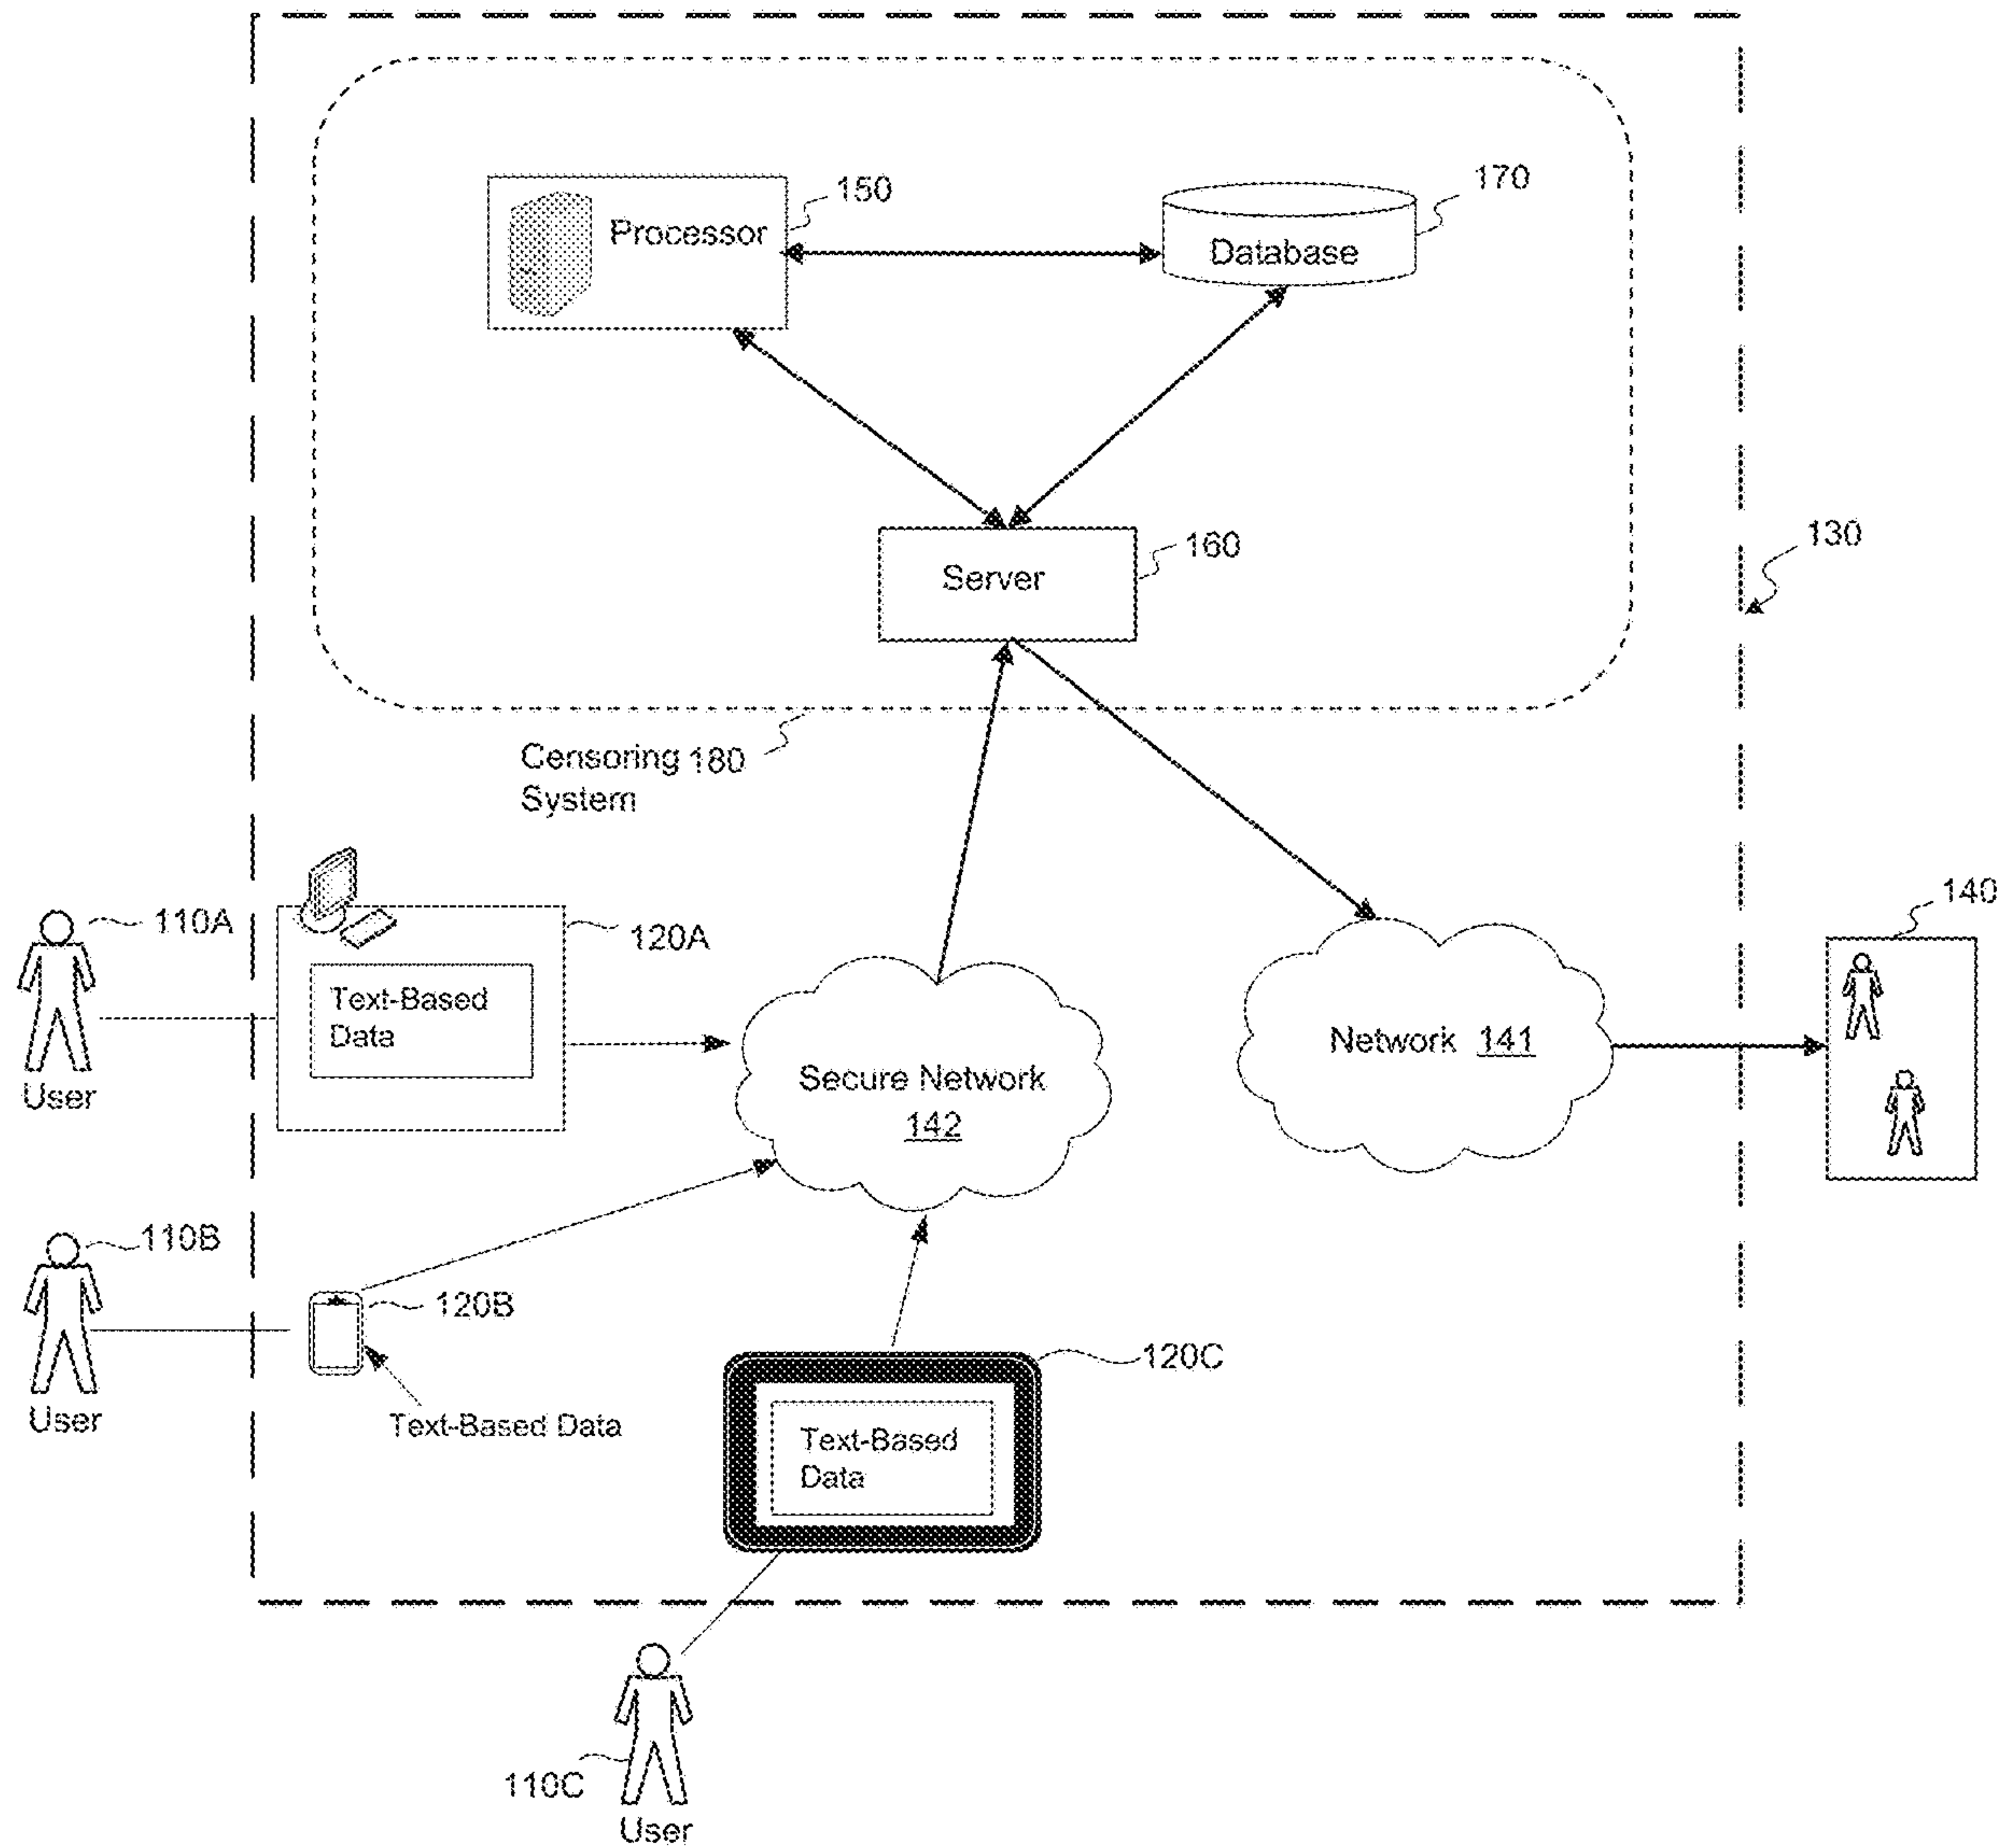 150
Processor
170
Database
160
Server
130
Censoring 180
System
110A
User
120A
Text-Based
Data
Secure Network
142
Network 141
140
110B
User
120B
Text-Based Data
120C
Text-Based
Data
110C
User